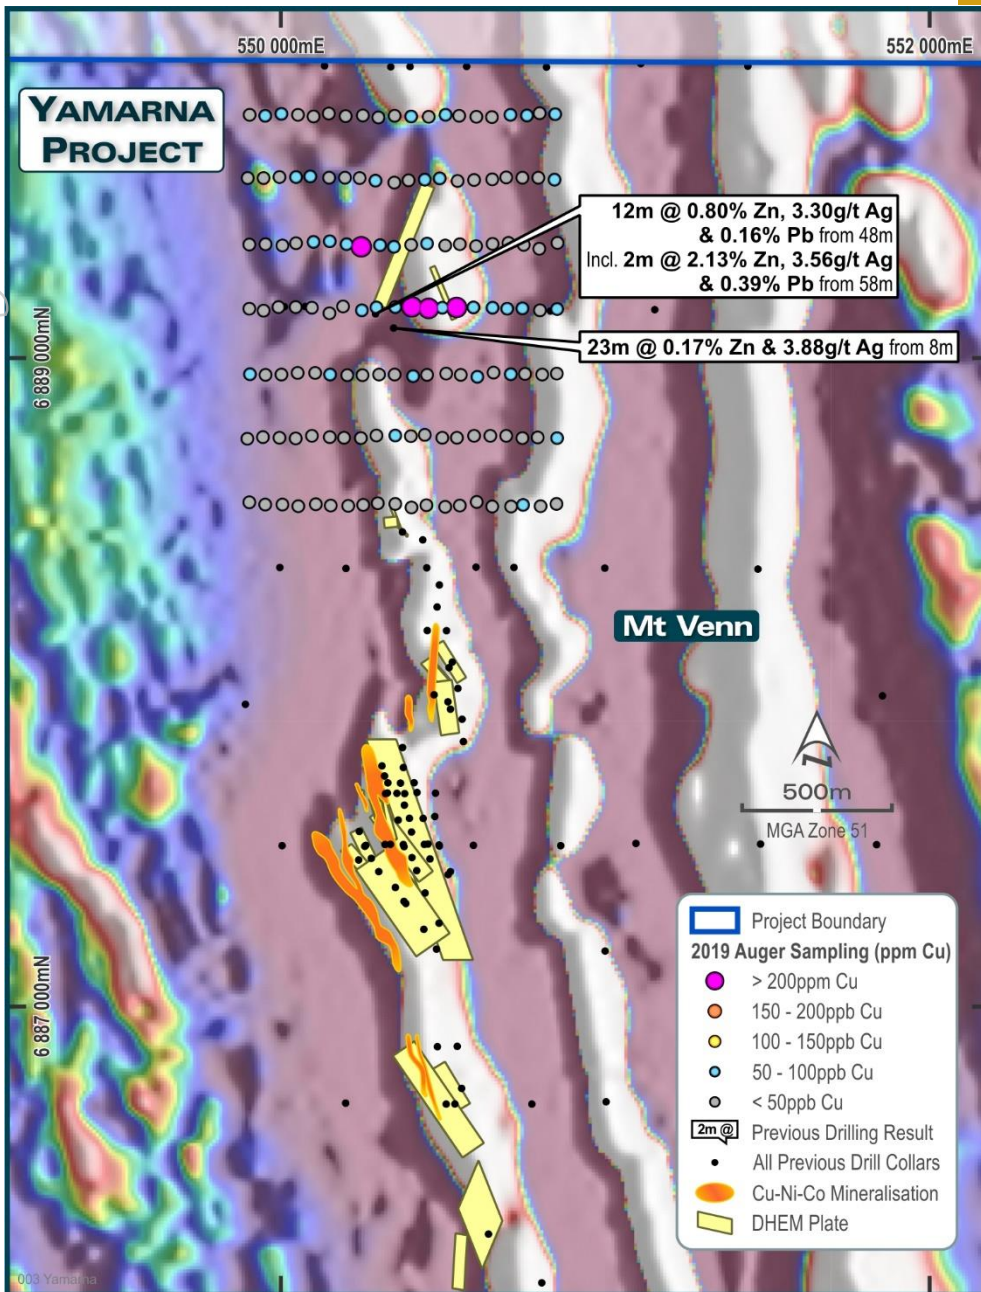 550 000mE
552 000mE
YAMARNA
PROJECT
12m @ 0.80% Zn, 3.30g/t Ag
& 0.16% Pb from 48m
Incl. 2m @ 2.13% Zn, 3.56g/t Ag
& 0.39% Pb from 58m
23m @ 0.17% Zn & 3.88g/t Ag from 8m
6 889 000mN
Mt Venn
N
500m
MGA Zone 51
6 887 000mN
Project Boundary
2019 Auger Sampling (ppm Cu)
> 200ppm Cu
150 - 200ppb Cu
100 - 150ppb Cu
50 - 100ppb Cu
< 50ppb Cu
2m @ Previous Drilling Result
All Previous Drill Collars
Cu-Ni-Co Mineralisation
DHEM Plate
003 Yamarna